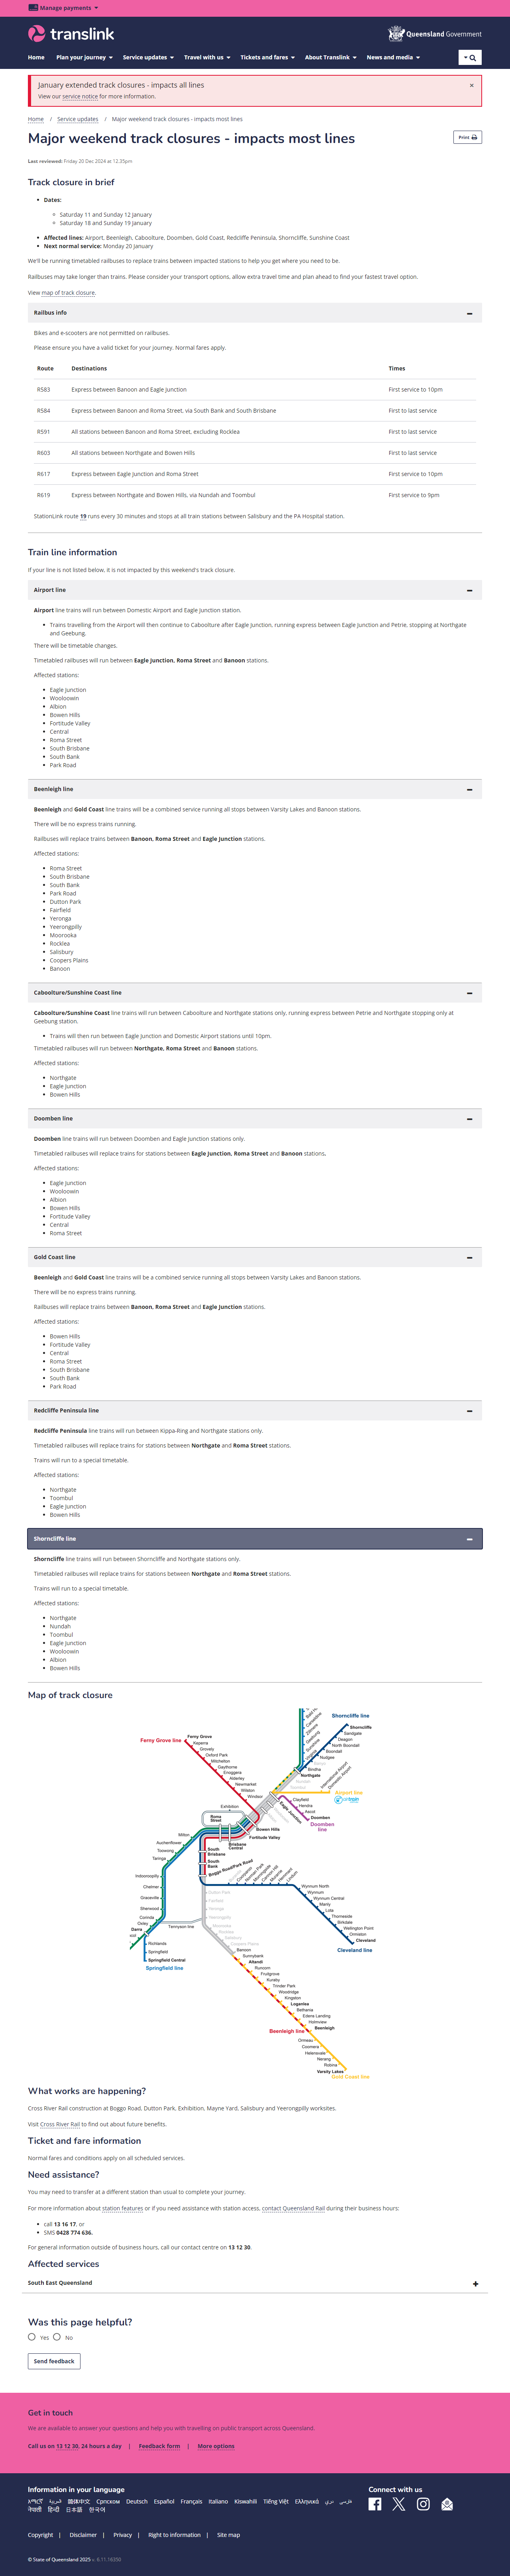 Manage payments
translink
Queensland Government
Home
Plan your journey
Service updates
Travel with us
Tickets and fares
About Translink
News and media
January extended track closures - impacts all lines
×
View our service notice for more information.
Home / Service updates / Major weekend track closures - impacts most lines
Major weekend track closures - impacts most lines
Print
Last reviewed: Friday 20 Dec 2024 at 12.35pm
Track closure in brief
Dates:
Saturday 11 and Sunday 12 January
Saturday 18 and Sunday 19 January
Affected lines: Airport, Beenleigh, Caboolture, Doomben, Gold Coast, Redcliffe Peninsula, Shorncliffe, Sunshine Coast
Next normal service: Monday 20 January
We'll be running timetabled railbuses to replace trains between impacted stations to help you get where you need to be.
Railbuses may take longer than trains. Please consider your transport options, allow extra travel time and plan ahead to find your fastest travel option.
View map of track closure.
Railbus info
Bikes and e-scooters are not permitted on railbuses.
Please ensure you have a valid ticket for your journey. Normal fares apply.
Route Destinations Times
R583 Express between Banoon and Eagle Junction First service to 10pm
R584 Express between Banoon and Roma Street, via South Bank and South Brisbane First to last service
R591 All stations between Banoon and Roma Street, excluding Rocklea First to last service
R603 All stations between Northgate and Bowen Hills First to last service
R617 Express between Eagle Junction and Roma Street First service to 10pm
R619 Express between Northgate and Bowen Hills, via Nundah and Toombul First service to 9pm
StationLink route 19 runs every 30 minutes and stops at all train stations between Salisbury and the PA Hospital station.
Train line information
If your line is not listed below, it is not impacted by this weekend's track closure.
Airport line
Airport line trains will run between Domestic Airport and Eagle Junction station.
Trains travelling from the Airport will then continue to Caboolture after Eagle Junction, running express between Eagle Junction and Petrie, stopping at Northgate
and Geebung.
There will be timetable changes.
Timetabled railbuses will run between Eagle Junction, Roma Street and Banoon stations.
Affected stations:
Eagle Junction
Wooloowin
Albion
Bowen Hills
Fortitude Valley
Central
Roma Street
South Brisbane
South Bank
Park Road
Beenleigh line
Beenleigh and Gold Coast line trains will be a combined service running all stops between Varsity Lakes and Banoon stations.
There will be no express trains running.
Railbuses will replace trains between Banoon, Roma Street and Eagle Junction stations.
Affected stations:
Roma Street
South Brisbane
South Bank
Park Road
Dutton Park
Fairfield
Yeronga
Yeerongpilly
Moorooka
Rocklea
Salisbury
Coopers Plains
Banoon
Caboolture/Sunshine Coast line
Caboolture/Sunshine Coast line trains will run between Caboolture and Northgate stations only, running express between Petrie and Northgate stopping only at
Geebung station.
Trains will then run between Eagle Junction and Domestic Airport stations until 10pm.
Timetabled railbuses will run between Northgate, Roma Street and Banoon stations.
Affected stations:
Northgate
Eagle Junction
Bowen Hills
Doomben line
Doomben line trains will run between Doomben and Eagle Junction stations only.
Timetabled railbuses will replace trains for stations between Eagle Junction, Roma Street and Banoon stations.
Affected stations:
Eagle Junction
Wooloowin
Albion
Bowen Hills
Fortitude Valley
Central
Roma Street
Gold Coast line
Beenleigh and Gold Coast line trains will be a combined service running all stops between Varsity Lakes and Banoon stations.
There will be no express trains running.
Railbuses will replace trains between Banoon, Roma Street and Eagle Junction stations.
Affected stations:
Bowen Hills
Fortitude Valley
Central
Roma Street
South Brisbane
South Bank
Park Road
Redcliffe Peninsula line
Redcliffe Peninsula line trains will run between Kippa-Ring and Northgate stations only.
Timetabled railbuses will replace trains for stations between Northgate and Roma Street stations.
Trains will run to a special timetable.
Affected stations:
Northgate
Toombul
Eagle Junction
Bowen Hills
Shorncliffe line
Shorncliffe line trains will run between Shorncliffe and Northgate stations only.
Timetabled railbuses will replace trains for stations between Northgate and Roma Street stations.
Trains will run to a special timetable.
Affected stations:
Northgate
Nundah
Toombul
Eagle Junction
Wooloowin
Albion
Bowen Hills
Map of track closure
Shorncliffe line
Shorncliffe
Sandgate
Deagon
North Boondall
Boondall
Nudgee
Bindha
Northgate
International Airport
Domestic Airport
Airport line
airtrain
Ferny Grove line
Ferny Grove
Keperra
Grovely
Oxford Park
Mitchelton
Gaythorne
Enoggera
Alderley
Newmarket
Wilston
Windsor
Eagle Junction
Clayfield
Hendra
Ascot
Doomben
Doomben
line
Exhibition
Roma
Street
Bowen Hills
Fortitude Valley
Brisbane
Central
Milton
Auchenflower
Toowong
Taringa
South
Brisbane
South
Bank
Boggo Road/Park Road
Indooroopilly
Chelmer
Graceville
Sherwood
Corinda
Oxley
Darra
Tennyson line
Richlands
Springfield
Springfield Central
Springfield line
Wynnum North
Wynnum
Wynnum Central
Manly
Lota
Thorneside
Birkdale
Wellington Point
Ormiston
Cleveland
Cleveland line
Banoon
Sunnybank
Altandi
Runcorn
Fruitgrove
Kuraby
Trinder Park
Woodridge
Kingston
Loganlea
Bethania
Edens Landing
Holmview
Beenleigh
Beenleigh line
Ormeau
Coomera
Helensvale
Nerang
Robina
Varsity Lakes
Gold Coast line
What works are happening?
Cross River Rail construction at Boggo Road, Dutton Park, Exhibition, Mayne Yard, Salisbury and Yeerongpilly worksites.
Visit Cross River Rail to find out about future benefits.
Ticket and fare information
Normal fares and conditions apply on all scheduled services.
Need assistance?
You may need to transfer at a different station than usual to complete your journey.
For more information about station features or if you need assistance with station access, contact Queensland Rail during their business hours:
call 13 16 17, or
SMS 0428 774 636.
For general information outside of business hours, call our contact centre on 13 12 30.
Affected services
South East Queensland
Was this page helpful?
Yes No
Send feedback
Get in touch
We are available to answer your questions and help you with travelling on public transport across Queensland.
Call us on 13 12 30, 24 hours a day | Feedback form | More options
Information in your language
Connect with us
አማርኛ العربية 简体中文 Српском Deutsch Español Français Italiano Kiswahili Tiếng Việt Ελληνικά دری فارسی
नेपाली हिन्दी 日本語 한국어
Copyright | Disclaimer | Privacy | Right to information | Site map
© State of Queensland 2025